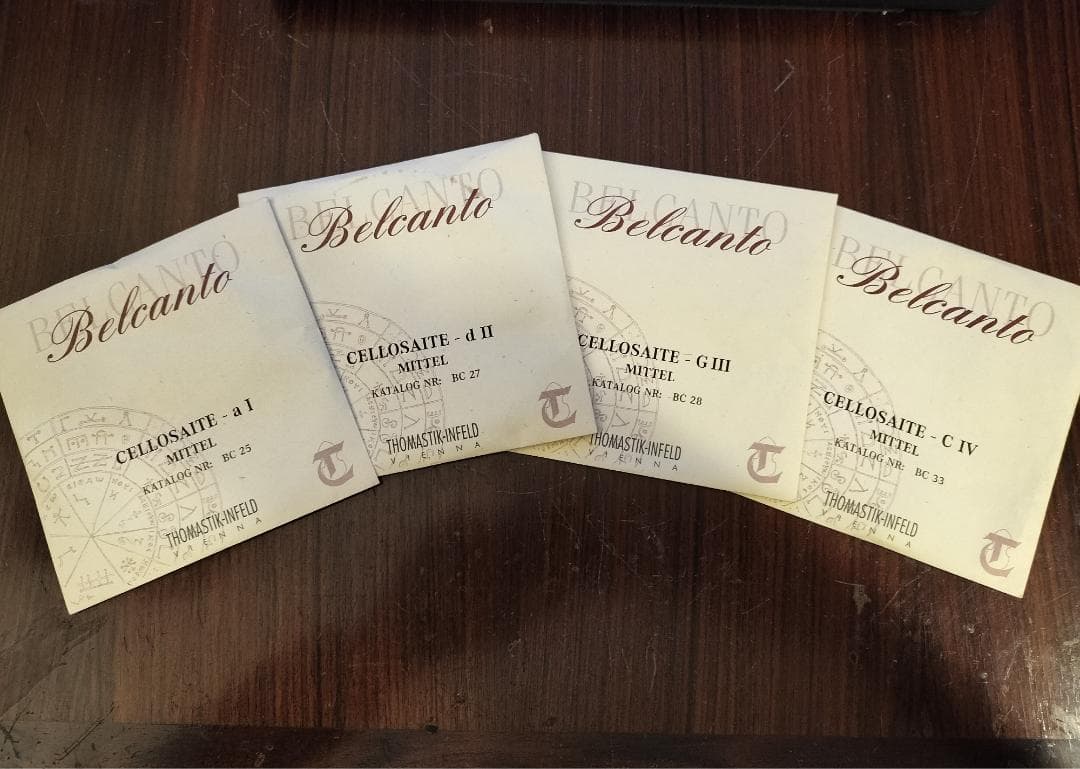 BELCANTO
Belcanto
CELLOSAITE - a I
MITTEL
KATALOG NR: BC 25
THOMASTIK-INFELD
VIENNA
BELCANTO
Belcanto
CELLOSAITE - d II
MITTEL
KATALOG NR: BC 27
THOMASTIK-INFELD
VIENNA
BELCANTO
Belcanto
CELLOSAITE - G III
MITTEL
KATALOG NR: BC 28
THOMASTIK-INFELD
VIENNA
BELCANTO
Belcanto
CELLOSAITE - C IV
MITTEL
KATALOG NR: BC 33
THOMASTIK-INFELD
VIENNA